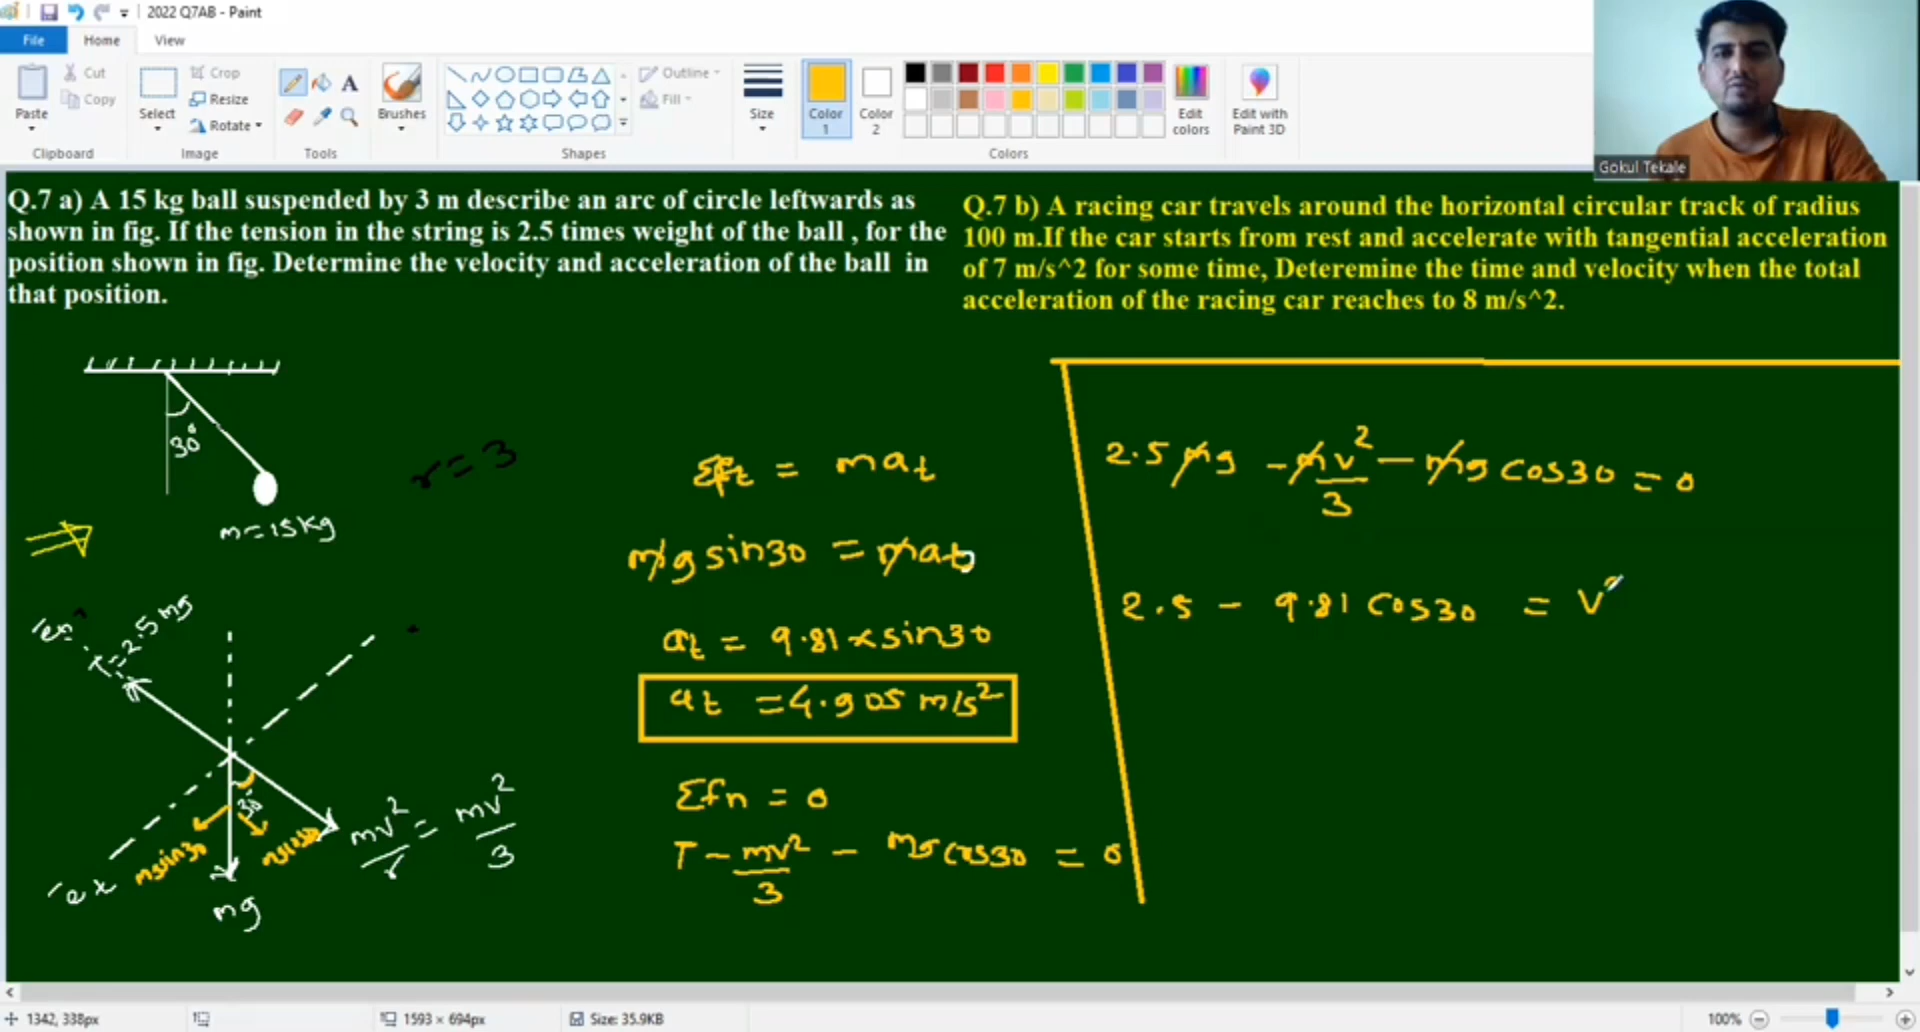 2022 Q7AB - Paint
File
Home
View
Paste
Cut
Copy
Clipboard
Select
Crop
Resize
Rotate
Image
A
Tools
Brushes
Outline
Fill
Shapes
Size
Color
1
Color
2
Colors
Edit
colors
Edit with
Paint 3D
Gokul Tekale
Q.7 a) A 15 kg ball suspended by 3 m describe an arc of circle leftwards as
shown in fig. If the tension in the string is 2.5 times weight of the ball , for the
position shown in fig. Determine the velocity and acceleration of the ball in
that position.
Q.7 b) A racing car travels around the horizontal circular track of radius
100 m.If the car starts from rest and accelerate with tangential acceleration
of 7 m/s^2 for some time, Deteremine the time and velocity when the total
acceleration of the racing car reaches to 8 m/s^2.
30°
m=15kg
r=3
T=2.5mg
30
mgsin30
mg
mv²/r = mv²/3
Σft = mat
mgsin30 = mat
at = 9.81×sin30
at = 4.905 m/s²
Σfn = 0
T - mv²/3 - mgcos30 = 0
2.5mg - mv²/3 - mgcos30 = 0
2.5 - 9.81 cos30 = v²
1342, 338px
1593 × 694px
Size: 35.9KB
100%